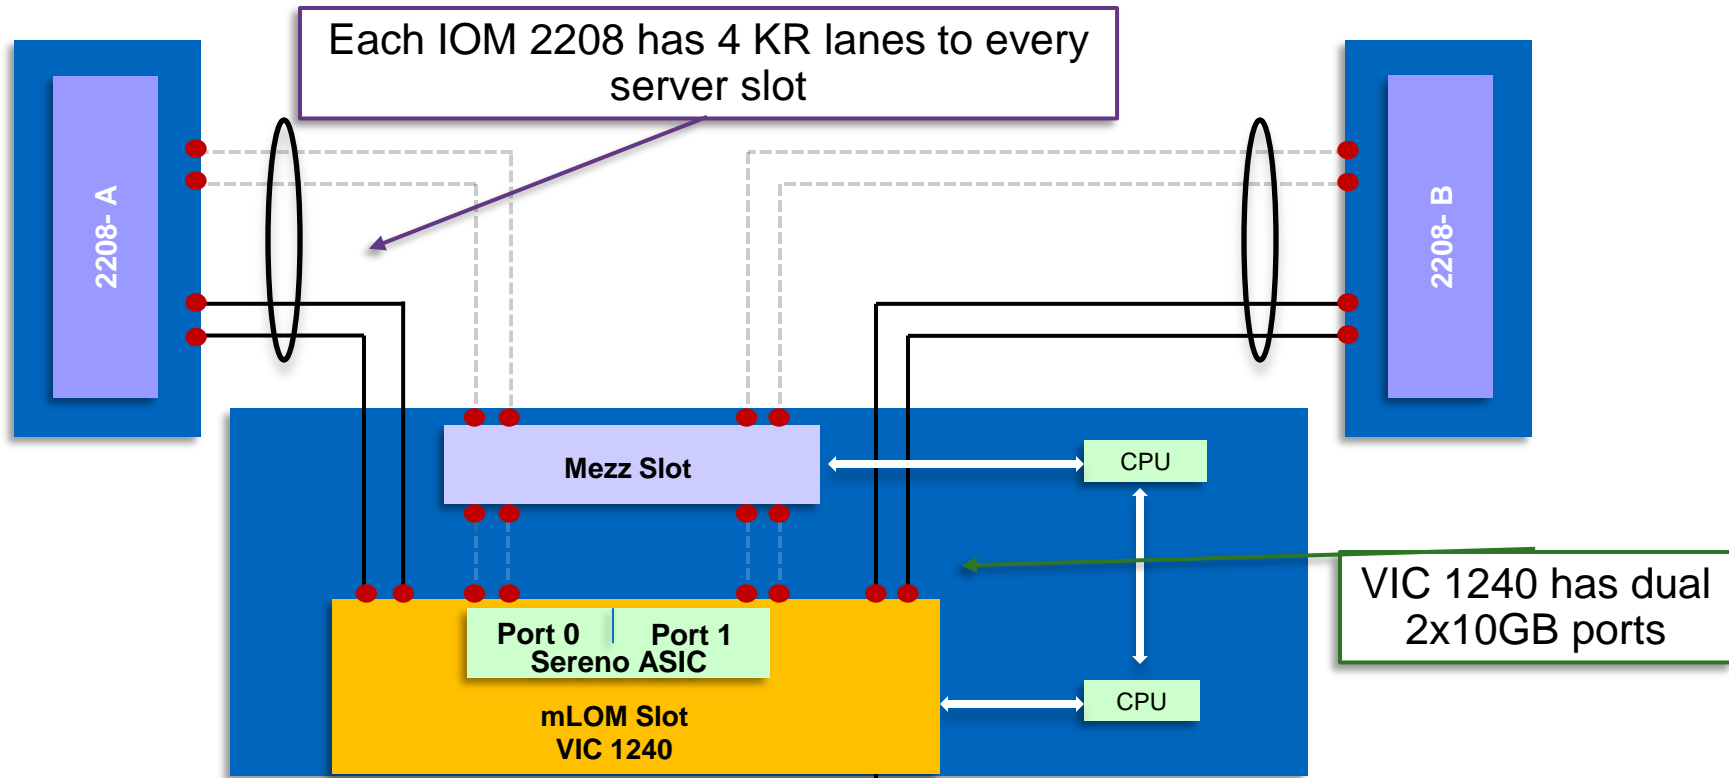 Each IOM 2208 has 4 KR lanes to every
server slot
2208- A
2208- B
Mezz Slot
CPU
VIC 1240 has dual
2x10GB ports
Port 0
Port 1
Sereno ASIC
CPU
mLOM Slot
VIC 1240